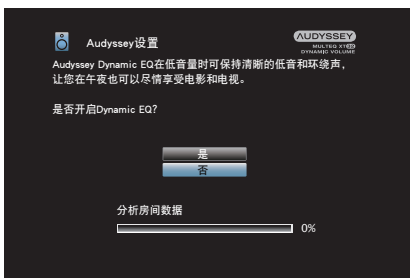 Audyssey设置
AUDYSSEY
MULTEQ XT32
DYNAMIC VOLUME
Audyssey Dynamic EQ在低音量时可保持清晰的低音和环绕声，
让您在午夜也可以尽情享受电影和电视。
是否开启Dynamic EQ?
是
否
分析房间数据
0%